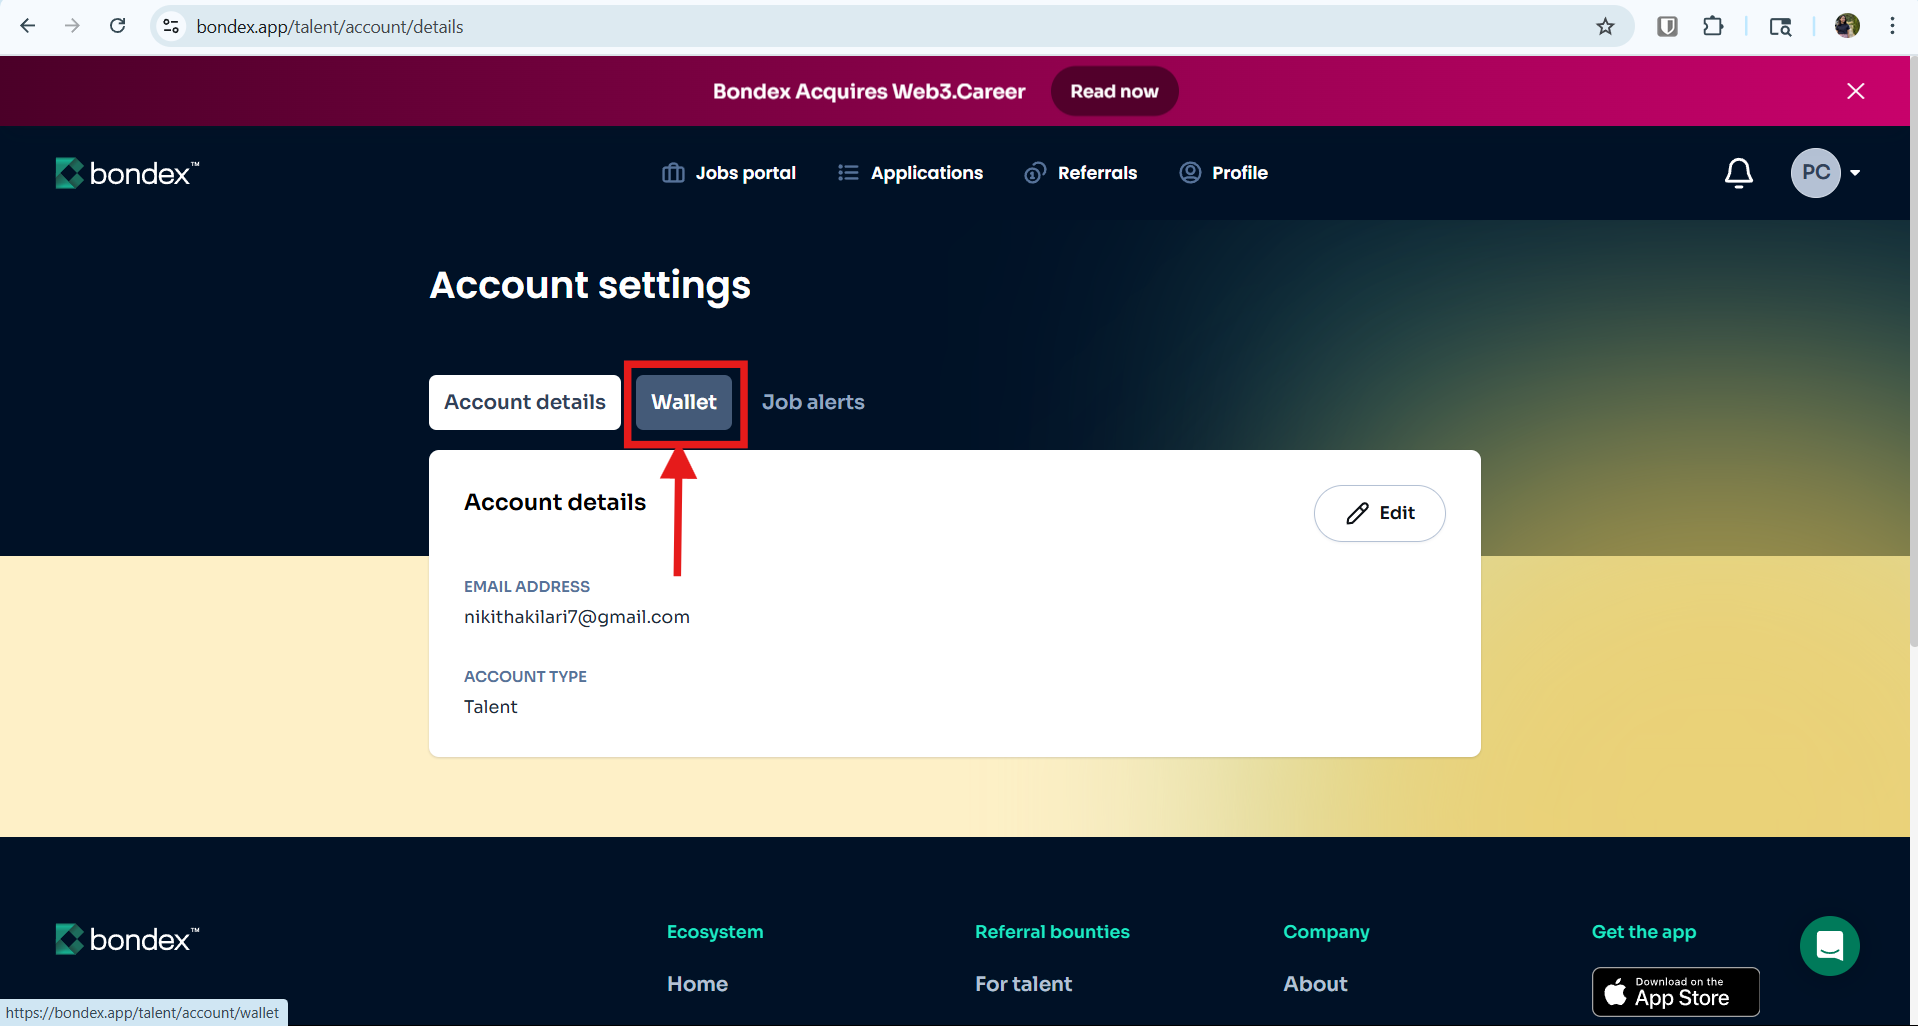 bondex.app/talent/account/details
Bondex Acquires Web3.Career Read now
bondex™ Jobs portal Applications Referrals Profile PC
Account settings
Account details Wallet Job alerts
Account details Edit
EMAIL ADDRESS
nikithakilari7@gmail.com
ACCOUNT TYPE
Talent
bondex™ Ecosystem Referral bounties Company Get the app
Home For talent About Download on the
App Store
https://bondex.app/talent/account/wallet